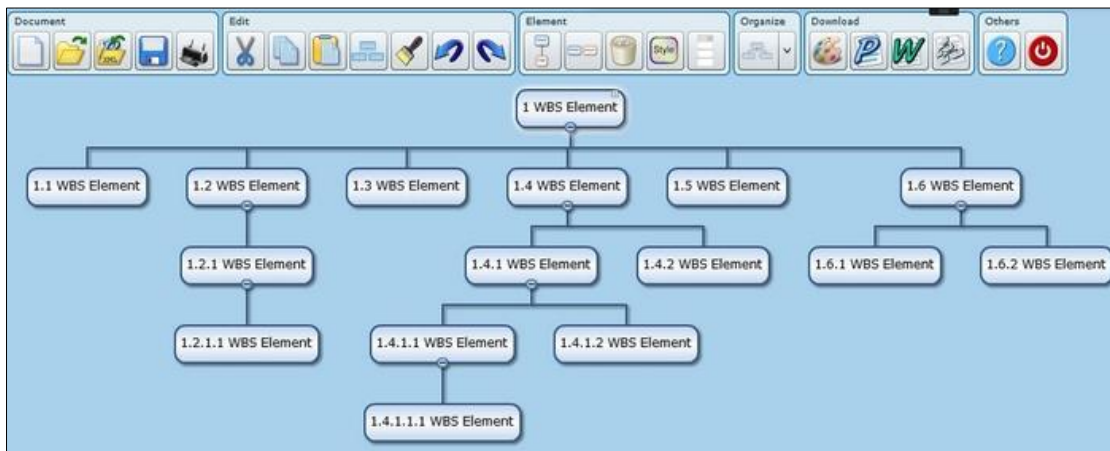 Document Edit Element Organize Download Others
Style
1 WBS Element
1.1 WBS Element 1.2 WBS Element 1.3 WBS Element 1.4 WBS Element 1.5 WBS Element 1.6 WBS Element
1.2.1 WBS Element 1.4.1 WBS Element 1.4.2 WBS Element 1.6.1 WBS Element 1.6.2 WBS Element
1.2.1.1 WBS Element 1.4.1.1 WBS Element 1.4.1.2 WBS Element
1.4.1.1.1 WBS Element